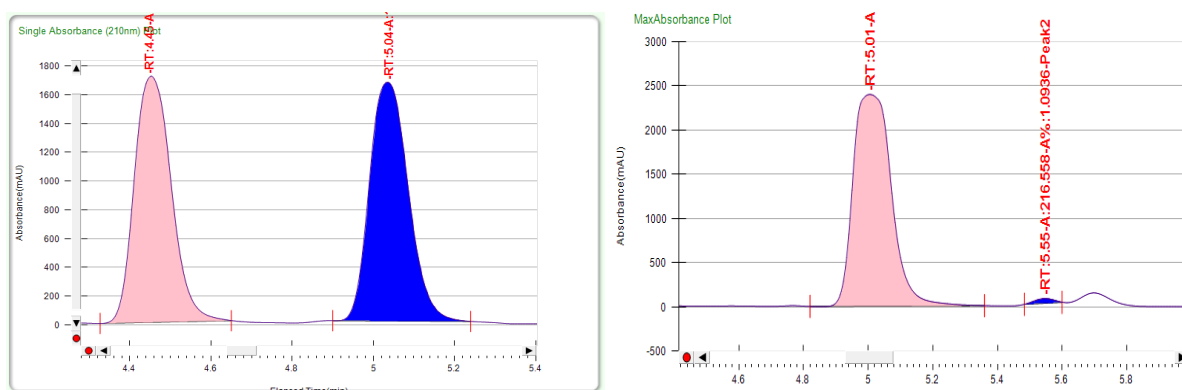 Single Absorbance (210nm) Plot
-RT:4.45-A
-RT:5.04-A:
1800
1600
1400
1200
1000
800
600
400
200
0
Absorbance(mAU)
4.4 4.6 4.8 5 5.2 5.4
Elapsed Time(min)
MaxAbsorbance Plot
-RT:5.01-A
-RT:5.55-A:216.558-A%:1.0936-Peak2
3000
2500
2000
1500
1000
500
0
-500
Absorbance(mAU)
4.6 4.8 5 5.2 5.4 5.6 5.8